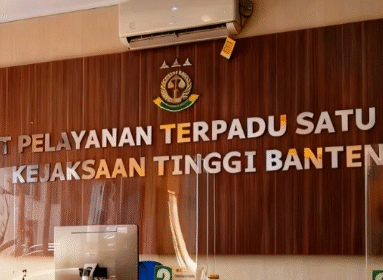 T PELAYANAN TERPADU SATU
KEJAKSAAN TINGGI BANTEN